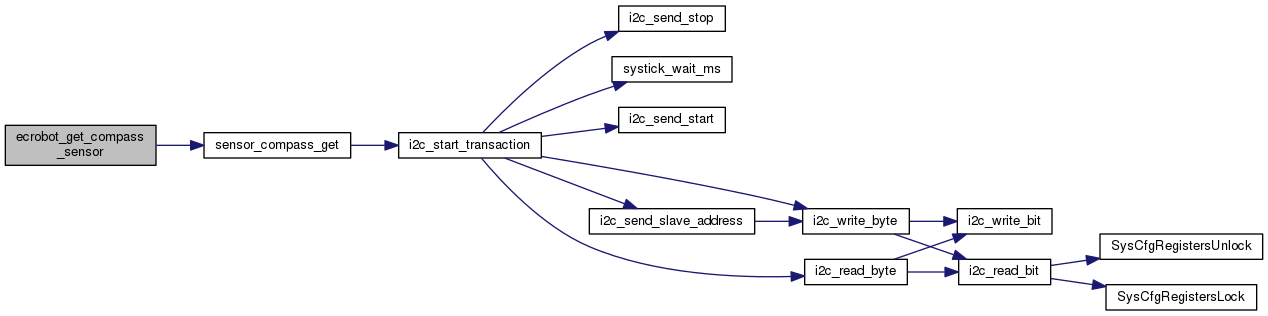 i2c_send_stop
systick_wait_ms
i2c_send_start
ecrobot_get_compass
_sensor
sensor_compass_get
i2c_start_transaction
i2c_send_slave_address
i2c_write_byte
i2c_write_bit
i2c_read_byte
i2c_read_bit
SysCfgRegistersUnlock
SysCfgRegistersLock